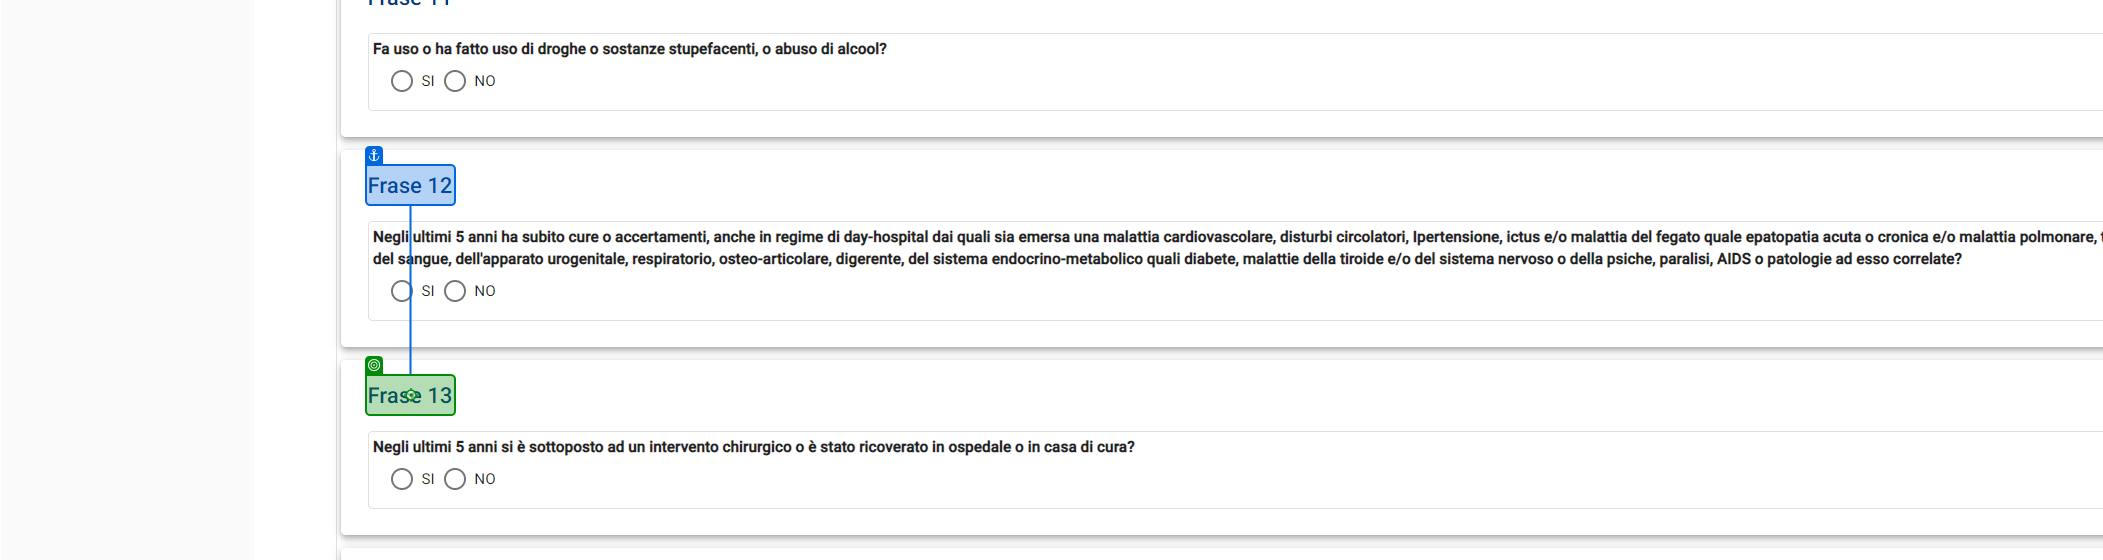 Frase 11
Fa uso o ha fatto uso di droghe o sostanze stupefacenti, o abuso di alcool?
SI NO
Frase 12
Negli ultimi 5 anni ha subito cure o accertamenti, anche in regime di day-hospital dai quali sia emersa una malattia cardiovascolare, disturbi circolatori, Ipertensione, ictus e/o malattia del fegato quale epatopatia acuta o cronica e/o malattia polmonare,
del sangue, dell'apparato urogenitale, respiratorio, osteo-articolare, digerente, del sistema endocrino-metabolico quali diabete, malattie della tiroide e/o del sistema nervoso o della psiche, paralisi, AIDS o patologie ad esso correlate?
SI NO
Frase 13
Negli ultimi 5 anni si è sottoposto ad un intervento chirurgico o è stato ricoverato in ospedale o in casa di cura?
SI NO